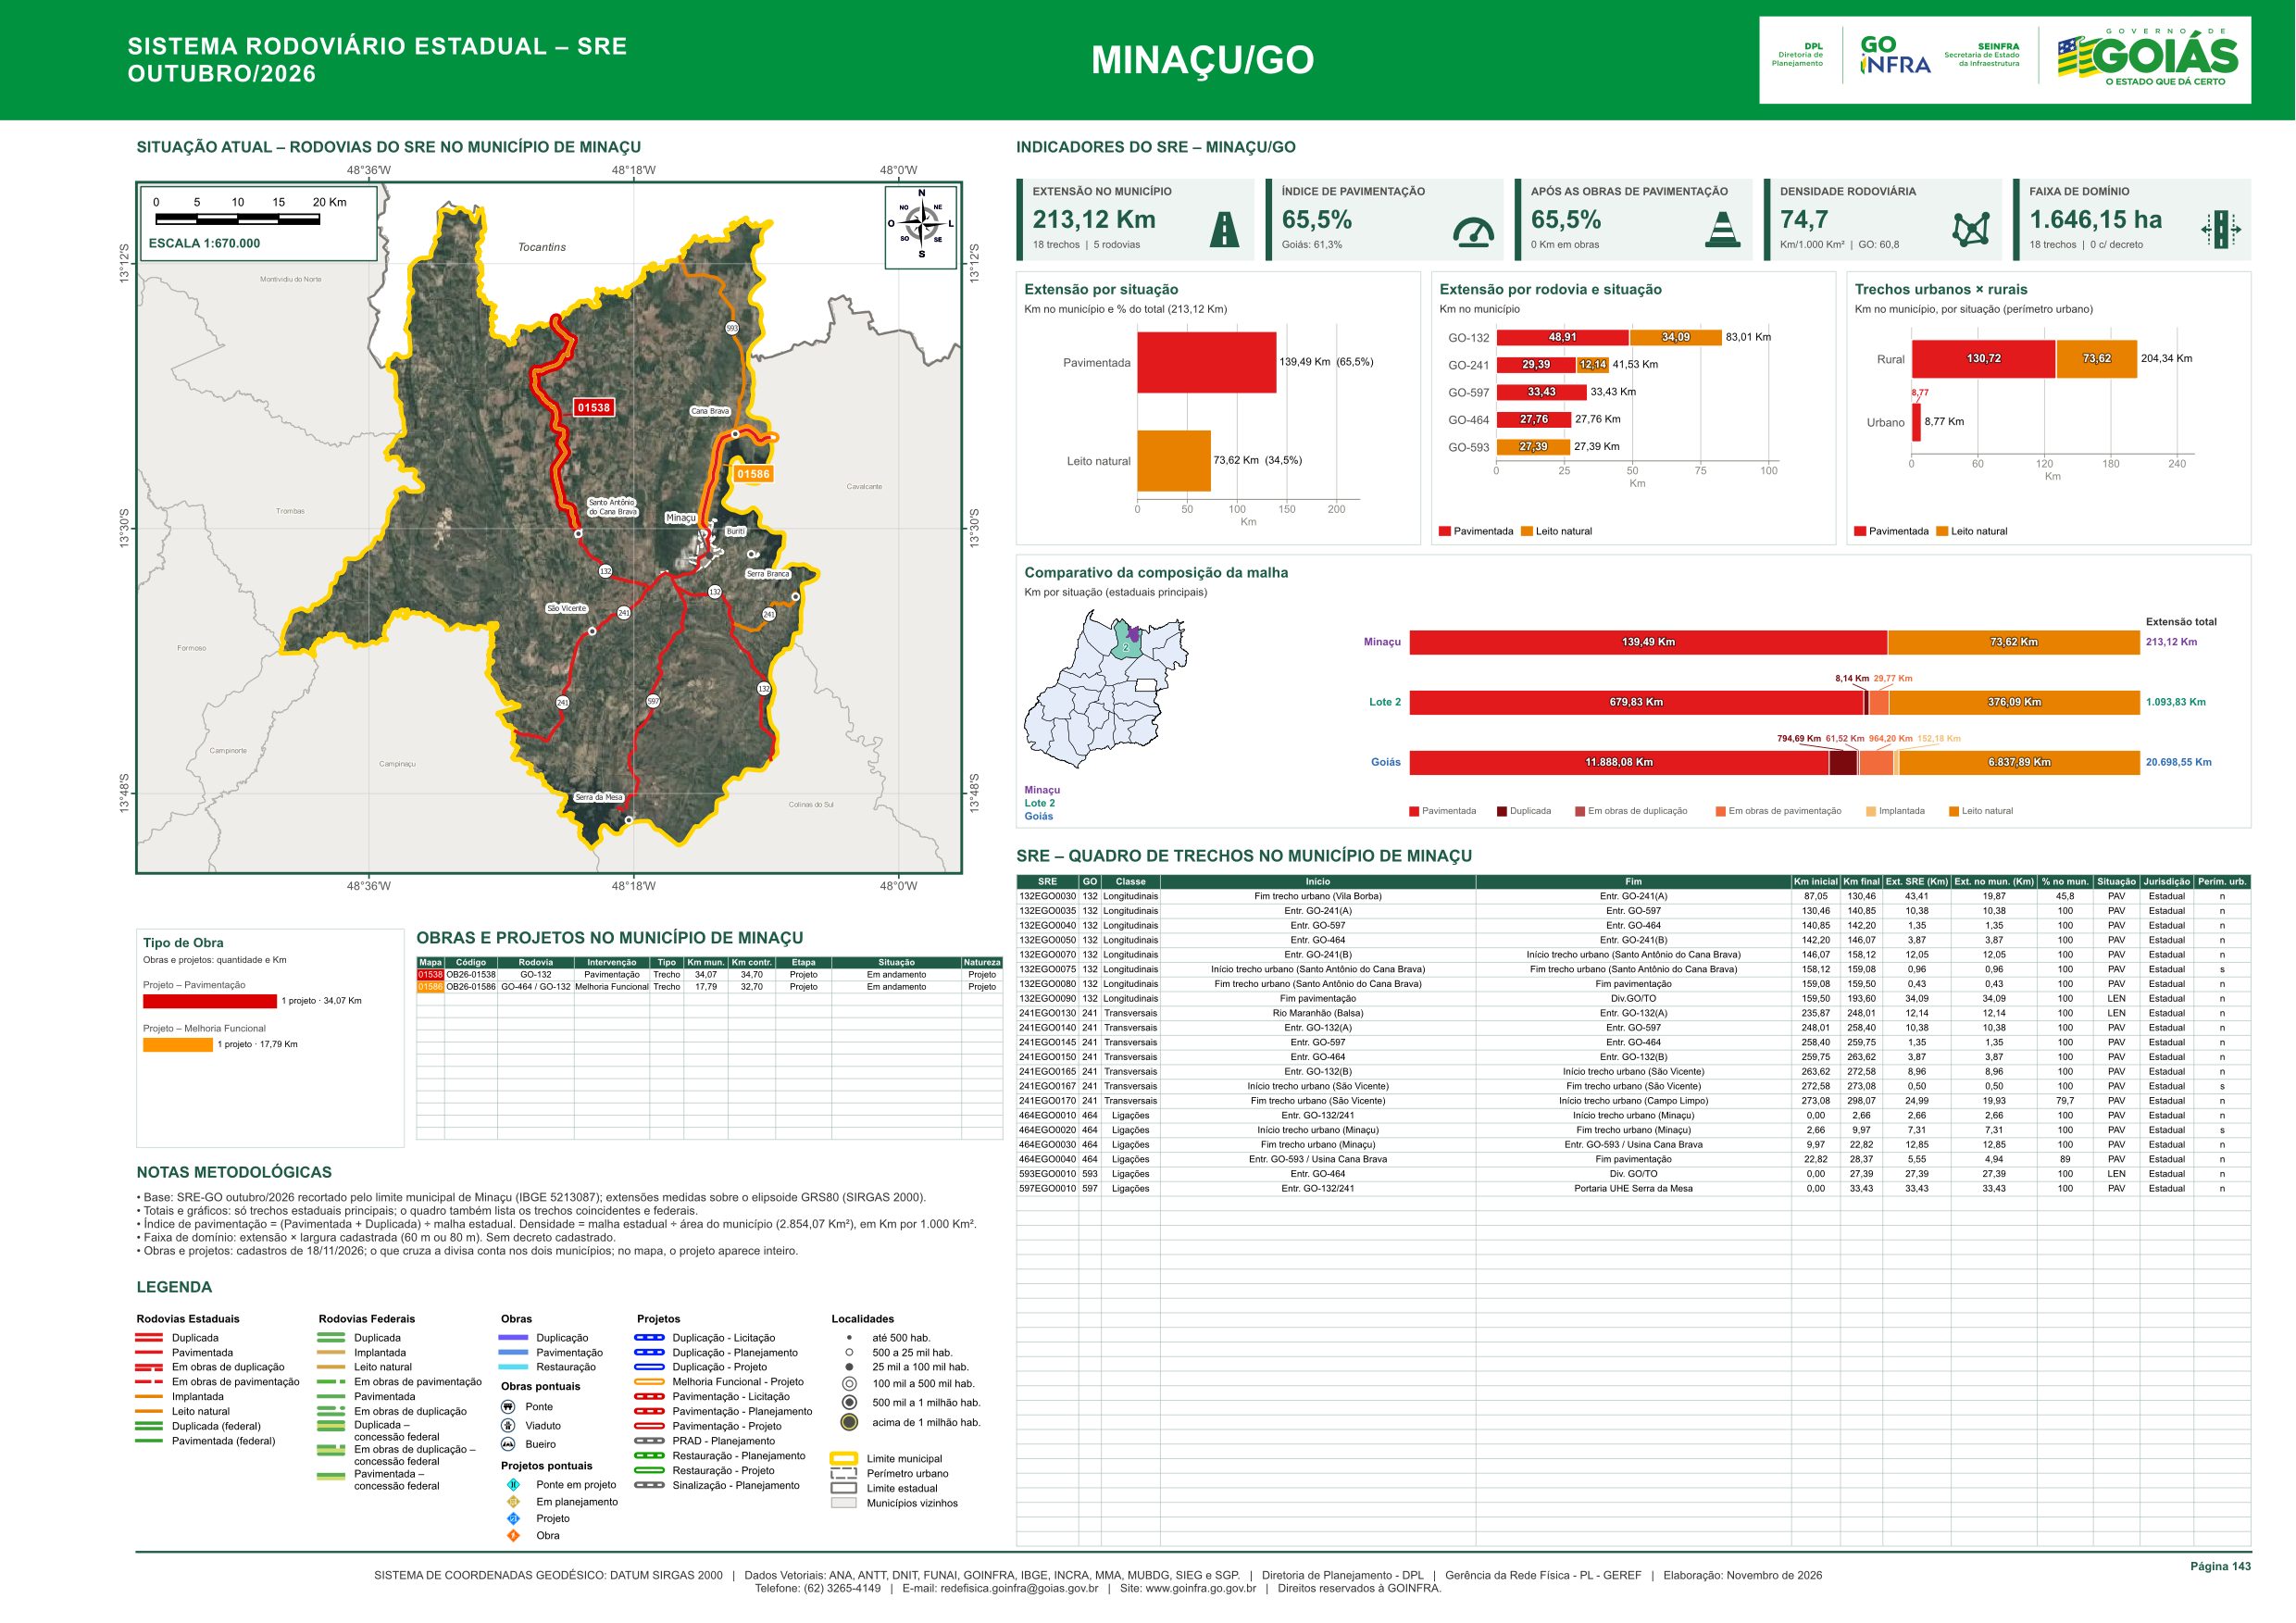 SISTEMA RODOVIÁRIO ESTADUAL – SRE
OUTUBRO/2026
MINAÇU/GO
DPL
Diretoria de
Planejamento
GO
iNFRA
SEINFRA
Secretaria de Estado
da Infraestrutura
GOVERNO DE
GOIÁS
O ESTADO QUE DÁ CERTO
SITUAÇÃO ATUAL – RODOVIAS DO SRE NO MUNICÍPIO DE MINAÇU
48°36'W 48°18'W 48°0'W
0 5 10 15 20 Km
ESCALA 1:670.000
N
NO NE
O L
SO SE
S
13°12'S 13°12'S
Tocantins
Montividiu do Norte
593
01538
Cana Brava
01586
Cavalcante
Trombas
Santo Antônio
do Cana Brava
Minaçu
Buriti
13°30'S 13°30'S
132
Serra Branca
132
São Vicente
241
241
Formoso
132
241
597
Campinorte
Campinaçu
Serra da Mesa
Colinas do Sul
13°48'S 13°48'S
48°36'W 48°18'W 48°0'W
INDICADORES DO SRE – MINAÇU/GO
EXTENSÃO NO MUNICÍPIO
213,12 Km
18 trechos | 5 rodovias
ÍNDICE DE PAVIMENTAÇÃO
65,5%
Goiás: 61,3%
APÓS AS OBRAS DE PAVIMENTAÇÃO
65,5%
0 Km em obras
DENSIDADE RODOVIÁRIA
74,7
Km/1.000 Km² | GO: 60,8
FAIXA DE DOMÍNIO
1.646,15 ha
18 trechos | 0 c/ decreto
Extensão por situação
Km no município e % do total (213,12 Km)
Pavimentada 139,49 Km (65,5%)
Leito natural 73,62 Km (34,5%)
0 50 100 150 200
Km
Extensão por rodovia e situação
Km no município
GO-132 48,91 34,09 83,01 Km
GO-241 29,39 12,14 41,53 Km
GO-597 33,43 33,43 Km
GO-464 27,76 27,76 Km
GO-593 27,39 27,39 Km
0 25 50 75 100
Km
Pavimentada Leito natural
Trechos urbanos × rurais
Km no município, por situação (perímetro urbano)
Rural 130,72 73,62 204,34 Km
8,77
Urbano 8,77 Km
0 60 120 180 240
Km
Pavimentada Leito natural
Comparativo da composição da malha
Km por situação (estaduais principais)
2
Minaçu
Lote 2
Goiás
Extensão total
Minaçu 139,49 Km 73,62 Km 213,12 Km
8,14 Km 29,77 Km
Lote 2 679,83 Km 376,09 Km 1.093,83 Km
794,69 Km 61,52 Km 964,20 Km 152,18 Km
Goiás 11.888,08 Km 6.837,89 Km 20.698,55 Km
Pavimentada Duplicada Em obras de duplicação Em obras de pavimentação Implantada Leito natural
SRE – QUADRO DE TRECHOS NO MUNICÍPIO DE MINAÇU
SRE GO Classe Início Fim Km inicial Km final Ext. SRE (Km) Ext. no mun. (Km) % no mun. Situação Jurisdição Perím. urb.
132EGO0030 132 Longitudinais Fim trecho urbano (Vila Borba) Entr. GO-241(A) 87,05 130,46 43,41 19,87 45,8 PAV Estadual n
132EGO0035 132 Longitudinais Entr. GO-241(A) Entr. GO-597 130,46 140,85 10,38 10,38 100 PAV Estadual n
132EGO0040 132 Longitudinais Entr. GO-597 Entr. GO-464 140,85 142,20 1,35 1,35 100 PAV Estadual n
132EGO0050 132 Longitudinais Entr. GO-464 Entr. GO-241(B) 142,20 146,07 3,87 3,87 100 PAV Estadual n
132EGO0070 132 Longitudinais Entr. GO-241(B) Início trecho urbano (Santo Antônio do Cana Brava) 146,07 158,12 12,05 12,05 100 PAV Estadual n
132EGO0075 132 Longitudinais Início trecho urbano (Santo Antônio do Cana Brava) Fim trecho urbano (Santo Antônio do Cana Brava) 158,12 159,08 0,96 0,96 100 PAV Estadual s
132EGO0080 132 Longitudinais Fim trecho urbano (Santo Antônio do Cana Brava) Fim pavimentação 159,08 159,50 0,43 0,43 100 PAV Estadual n
132EGO0090 132 Longitudinais Fim pavimentação Div.GO/TO 159,50 193,60 34,09 34,09 100 LEN Estadual n
241EGO0130 241 Transversais Rio Maranhão (Balsa) Entr. GO-132(A) 235,87 248,01 12,14 12,14 100 LEN Estadual n
241EGO0140 241 Transversais Entr. GO-132(A) Entr. GO-597 248,01 258,40 10,38 10,38 100 PAV Estadual n
241EGO0145 241 Transversais Entr. GO-597 Entr. GO-464 258,40 259,75 1,35 1,35 100 PAV Estadual n
241EGO0150 241 Transversais Entr. GO-464 Entr. GO-132(B) 259,75 263,62 3,87 3,87 100 PAV Estadual n
241EGO0165 241 Transversais Entr. GO-132(B) Início trecho urbano (São Vicente) 263,62 272,58 8,96 8,96 100 PAV Estadual n
241EGO0167 241 Transversais Início trecho urbano (São Vicente) Fim trecho urbano (São Vicente) 272,58 273,08 0,50 0,50 100 PAV Estadual s
241EGO0170 241 Transversais Fim trecho urbano (São Vicente) Início trecho urbano (Campo Limpo) 273,08 298,07 24,99 19,93 79,7 PAV Estadual n
464EGO0010 464 Ligações Entr. GO-132/241 Início trecho urbano (Minaçu) 0,00 2,66 2,66 2,66 100 PAV Estadual n
464EGO0020 464 Ligações Início trecho urbano (Minaçu) Fim trecho urbano (Minaçu) 2,66 9,97 7,31 7,31 100 PAV Estadual s
464EGO0030 464 Ligações Fim trecho urbano (Minaçu) Entr. GO-593 / Usina Cana Brava 9,97 22,82 12,85 12,85 100 PAV Estadual n
464EGO0040 464 Ligações Entr. GO-593 / Usina Cana Brava Fim pavimentação 22,82 28,37 5,55 4,94 89 PAV Estadual n
593EGO0010 593 Ligações Entr. GO-464 Div. GO/TO 0,00 27,39 27,39 27,39 100 LEN Estadual n
597EGO0010 597 Ligações Entr. GO-132/241 Portaria UHE Serra da Mesa 0,00 33,43 33,43 33,43 100 PAV Estadual n
Tipo de Obra
Obras e projetos: quantidade e Km
Projeto – Pavimentação
1 projeto · 34,07 Km
Projeto – Melhoria Funcional
1 projeto · 17,79 Km
OBRAS E PROJETOS NO MUNICÍPIO DE MINAÇU
Mapa Código Rodovia Intervenção Tipo Km mun. Km contr. Etapa Situação Natureza
01538 OB26-01538 GO-132 Pavimentação Trecho 34,07 34,70 Projeto Em andamento Projeto
01586 OB26-01586 GO-464 / GO-132 Melhoria Funcional Trecho 17,79 32,70 Projeto Em andamento Projeto
NOTAS METODOLÓGICAS
• Base: SRE-GO outubro/2026 recortado pelo limite municipal de Minaçu (IBGE 5213087); extensões medidas sobre o elipsoide GRS80 (SIRGAS 2000).
• Totais e gráficos: só trechos estaduais principais; o quadro também lista os trechos coincidentes e federais.
• Índice de pavimentação = (Pavimentada + Duplicada) ÷ malha estadual. Densidade = malha estadual ÷ área do município (2.854,07 Km²), em Km por 1.000 Km².
• Faixa de domínio: extensão × largura cadastrada (60 m ou 80 m). Sem decreto cadastrado.
• Obras e projetos: cadastros de 18/11/2026; o que cruza a divisa conta nos dois municípios; no mapa, o projeto aparece inteiro.
LEGENDA
Rodovias Estaduais
Duplicada
Pavimentada
Em obras de duplicação
Em obras de pavimentação
Implantada
Leito natural
Duplicada (federal)
Pavimentada (federal)
Rodovias Federais
Duplicada
Implantada
Leito natural
Em obras de pavimentação
Pavimentada
Em obras de duplicação
Duplicada –
concessão federal
Em obras de duplicação –
concessão federal
Pavimentada –
concessão federal
Obras
Duplicação
Pavimentação
Restauração
Obras pontuais
Ponte
Viaduto
Bueiro
Projetos pontuais
Ponte em projeto
Em planejamento
Projeto
Obra
Projetos
Duplicação - Licitação
Duplicação - Planejamento
Duplicação - Projeto
Melhoria Funcional - Projeto
Pavimentação - Licitação
Pavimentação - Planejamento
Pavimentação - Projeto
PRAD - Planejamento
Restauração - Planejamento
Restauração - Projeto
Sinalização - Planejamento
Localidades
até 500 hab.
500 a 25 mil hab.
25 mil a 100 mil hab.
100 mil a 500 mil hab.
500 mil a 1 milhão hab.
acima de 1 milhão hab.
Limite municipal
Perímetro urbano
Limite estadual
Municípios vizinhos
Página 143
SISTEMA DE COORDENADAS GEODÉSICO: DATUM SIRGAS 2000 | Dados Vetoriais: ANA, ANTT, DNIT, FUNAI, GOINFRA, IBGE, INCRA, MMA, MUBDG, SIEG e SGP. | Diretoria de Planejamento - DPL | Gerência da Rede Física - PL - GEREF | Elaboração: Novembro de 2026
Telefone: (62) 3265-4149 | E-mail: redefisica.goinfra@goias.gov.br | Site: www.goinfra.go.gov.br | Direitos reservados à GOINFRA.